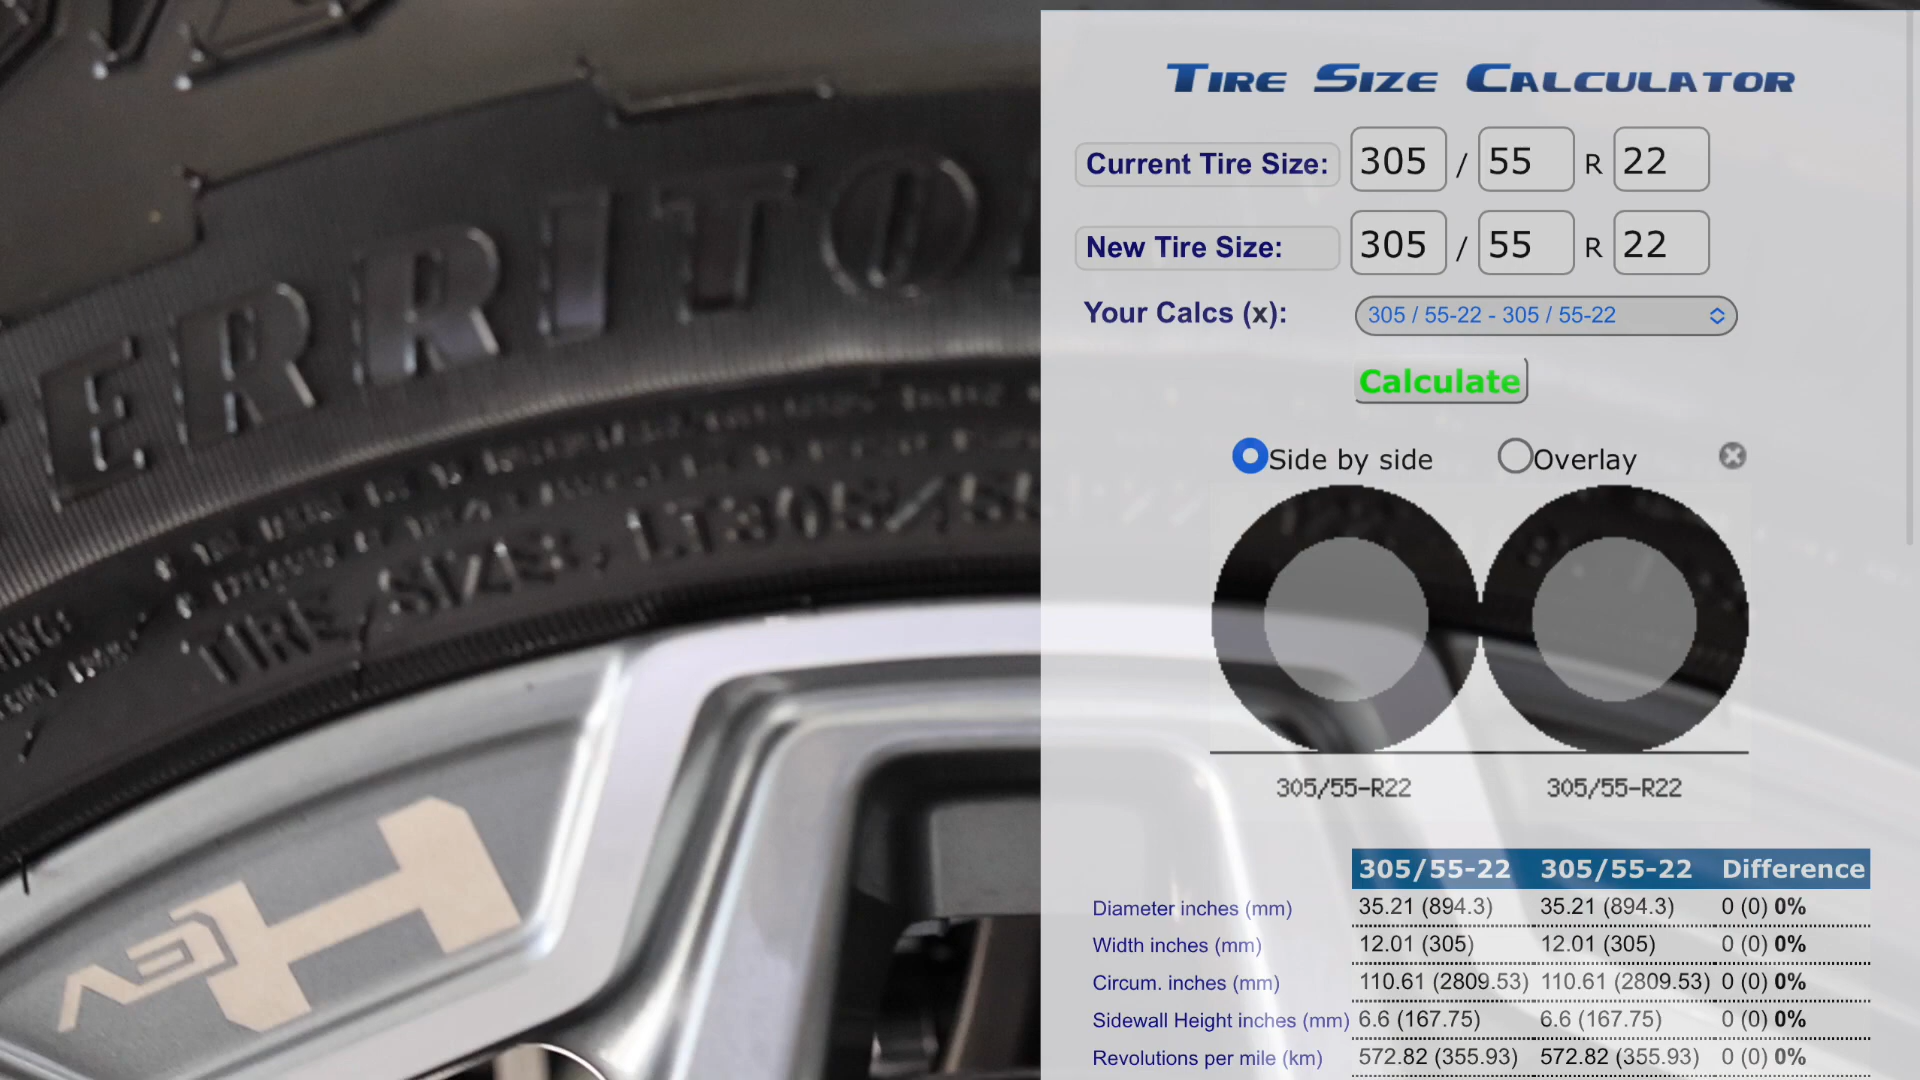 ERRITO
TIRE SIZE: LT305/55
HEV
TIRE SIZE CALCULATOR
Current Tire Size: 305 / 55 R 22
New Tire Size: 305 / 55 R 22
Your Calcs (x): 305 / 55-22 - 305 / 55-22
Calculate
Side by side Overlay
305/55-R22 305/55-R22
305/55-22 305/55-22 Difference
Diameter inches (mm) 35.21 (894.3) 35.21 (894.3) 0 (0) 0%
Width inches (mm) 12.01 (305) 12.01 (305) 0 (0) 0%
Circum. inches (mm) 110.61 (2809.53) 110.61 (2809.53) 0 (0) 0%
Sidewall Height inches (mm) 6.6 (167.75) 6.6 (167.75) 0 (0) 0%
Revolutions per mile (km) 572.82 (355.93) 572.82 (355.93) 0 (0) 0%